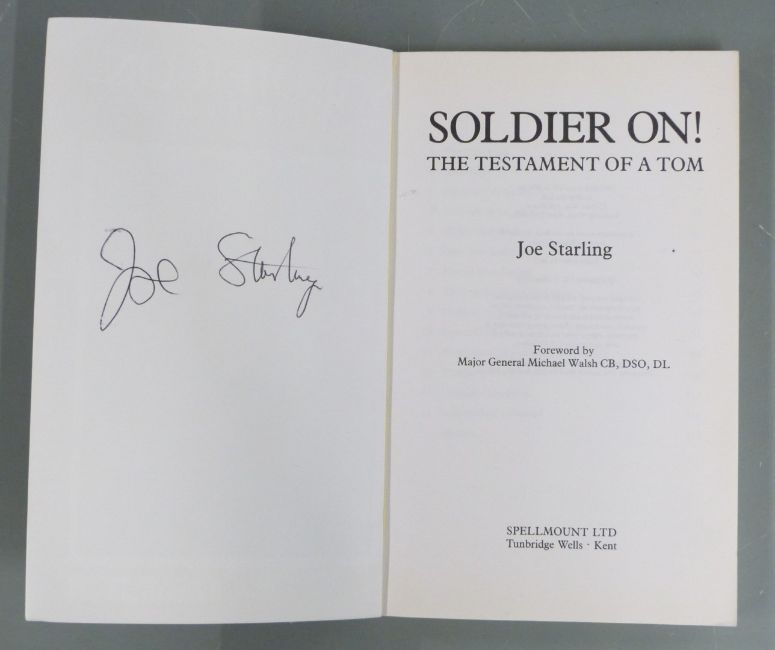 Joe Starling
SOLDIER ON!
THE TESTAMENT OF A TOM
Joe Starling
Foreword by
Major General Michael Walsh CB, DSO, DL
SPELLMOUNT LTD
Tunbridge Wells · Kent